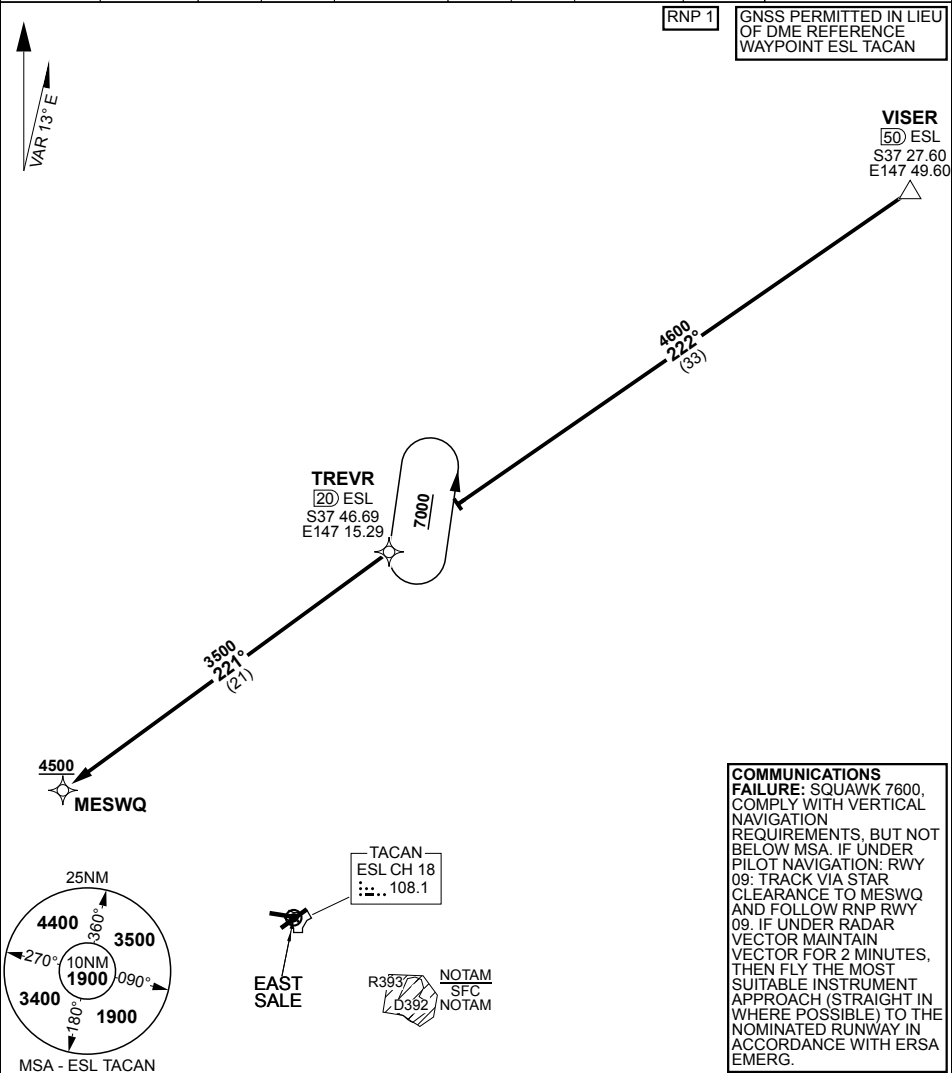 RNP 1
GNSS PERMITTED IN LIEU
OF DME REFERENCE
WAYPOINT ESL TACAN
VAR 13° E
VISER
50 ESL
S37 27.60
E147 49.60
4600
222°
(33)
TREVR
20 ESL
S37 46.69
E147 15.29
7000
3500
221°
(21)
4500
MESWQ
COMMUNICATIONS
FAILURE: SQUAWK 7600,
COMPLY WITH VERTICAL
NAVIGATION
REQUIREMENTS, BUT NOT
BELOW MSA. IF UNDER
PILOT NAVIGATION: RWY
09: TRACK VIA STAR
CLEARANCE TO MESWQ
AND FOLLOW RNP RWY
09. IF UNDER RADAR
VECTOR MAINTAIN
VECTOR FOR 2 MINUTES,
THEN FLY THE MOST
SUITABLE INSTRUMENT
APPROACH (STRAIGHT IN
WHERE POSSIBLE) TO THE
NOMINATED RUNWAY IN
ACCORDANCE WITH ERSA
EMERG.
TACAN
ESL CH 18
108.1
EAST
SALE
R393
D392
NOTAM
SFC
NOTAM
25NM
4400
360°
3500
270°
10NM
1900
090°
3400
180°
1900
MSA - ESL TACAN